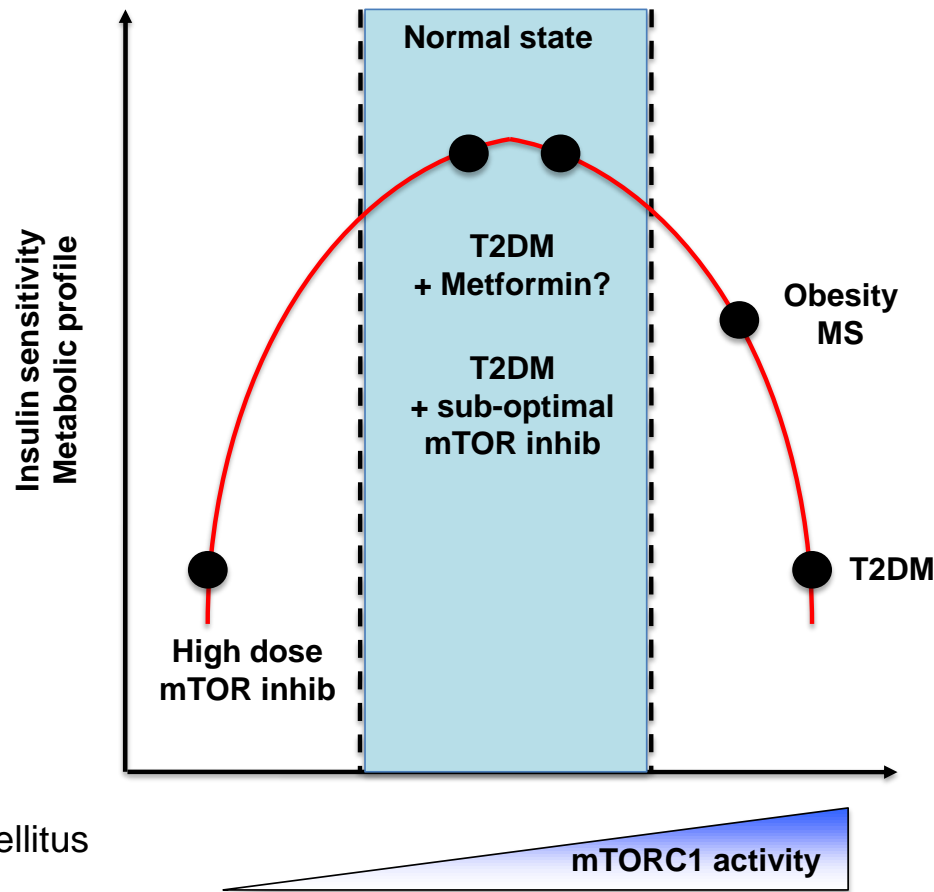 Normal state
Insulin sensitivity
Metabolic profile
T2DM
+ Metformin?
T2DM
+ sub-optimal
mTOR inhib
Obesity
MS
T2DM
High dose
mTOR inhib
ellitus
mTORC1 activity